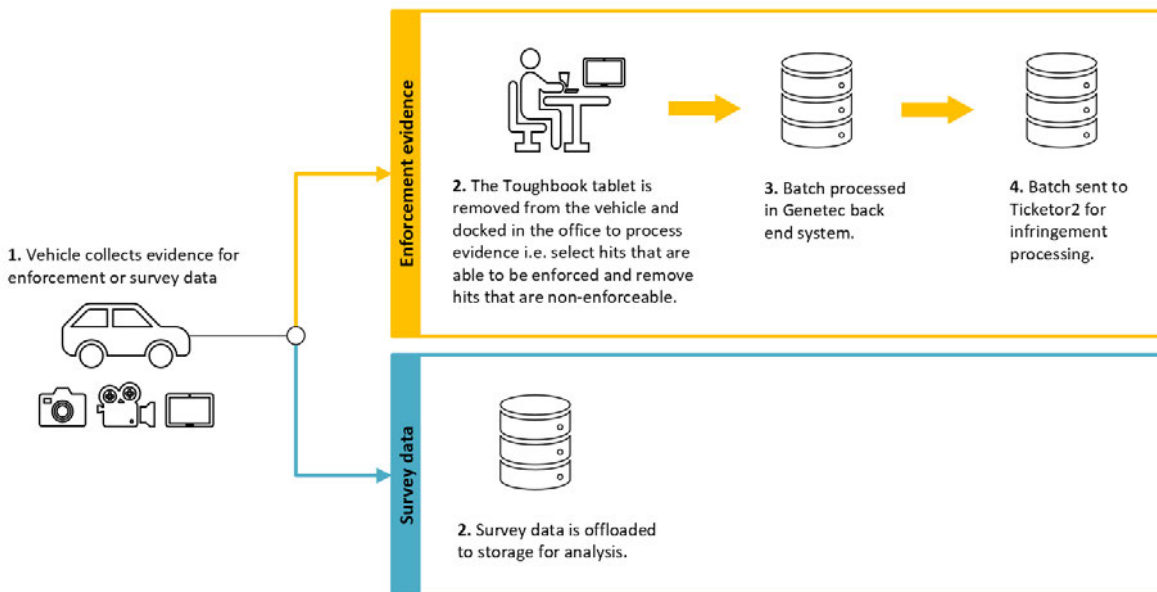 1. Vehicle collects evidence for
enforcement or survey data
Enforcement evidence
2. The Toughbook tablet is
removed from the vehicle and
docked in the office to process
evidence i.e. select hits that are
able to be enforced and remove
hits that are non-enforceable.
3. Batch processed
in Genetec back
end system.
4. Batch sent to
Ticketor2 for
infringement
processing.
Survey data
2. Survey data is offloaded
to storage for analysis.